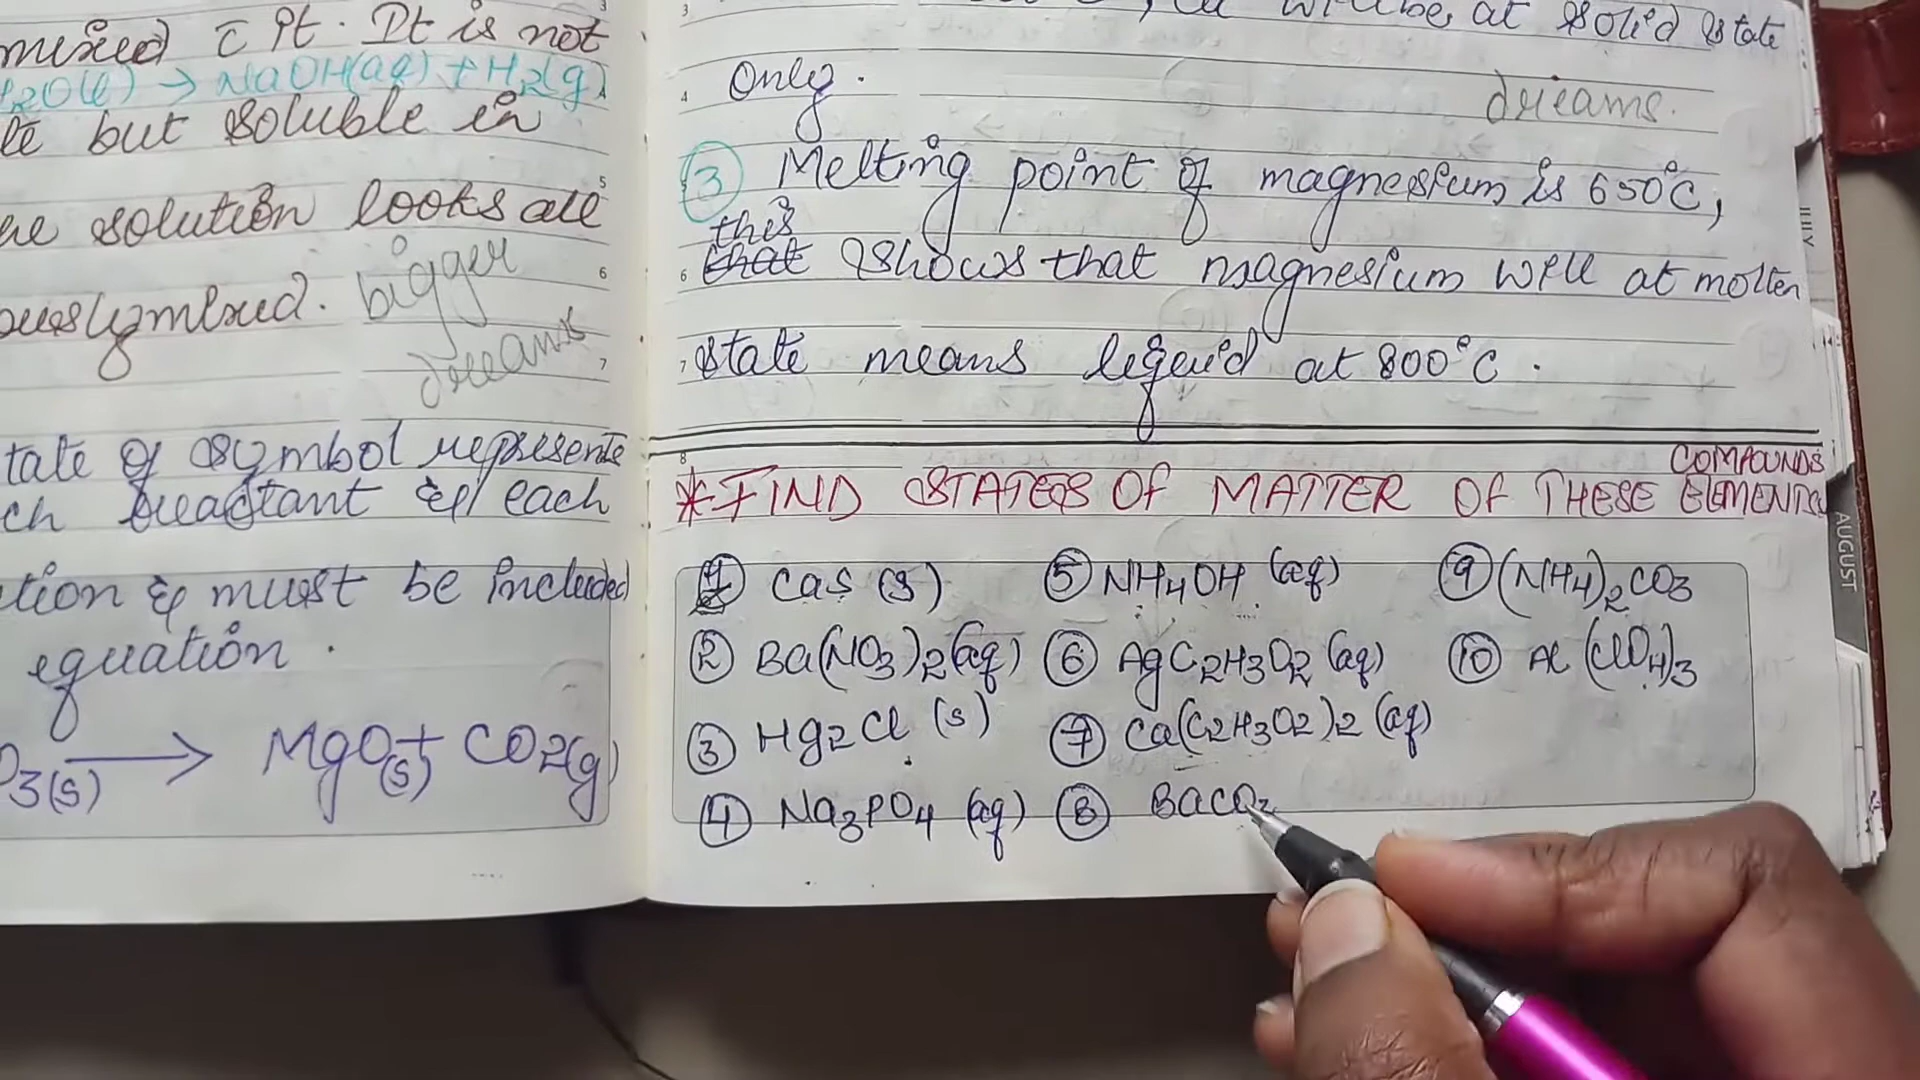 mixed c̄ It. It is not
2O(l) → NaOH(aq) + H2(g)
le but soluble in
he solution looks all
ously mixed. bigger
dreams
tate of symbol represents
ch reactant & each
tion & must be included
equation.
O3(s) → MgO(s) + CO2(g)
will be at solid state
Only.
dreams.
3 Melting point of magnesium is 650°C,
this
that shows that magnesium will at molten
state means liquid at 800°C.
COMPOUNDS
*FIND STATES OF MATTER OF THESE ELEMENTS
1 CaS (s) 5 NH4OH (aq) 9 (NH4)2CO3
2 Ba(NO3)2(aq) 6 AgC2H3O2 (aq) 10 Al(ClO4)3
3 Hg2Cl (s) 7 Ca(C2H3O2)2 (aq)
4 Na3PO4 (aq) 8 BaCO3
JULY
AUGUST